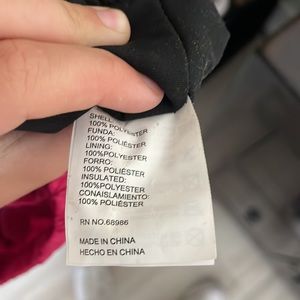 SHELL:
100% POLYESTER
FUNDA:
100% POLIÉSTER
LINING:
100%POLYESTER
FORRO:
100% POLIÉSTER
INSULATED:
100%POLYESTER
CONAISLAMIENTO:
100% POLIÉSTER
RN NO.68986
MADE IN CHINA
HECHO EN CHINA